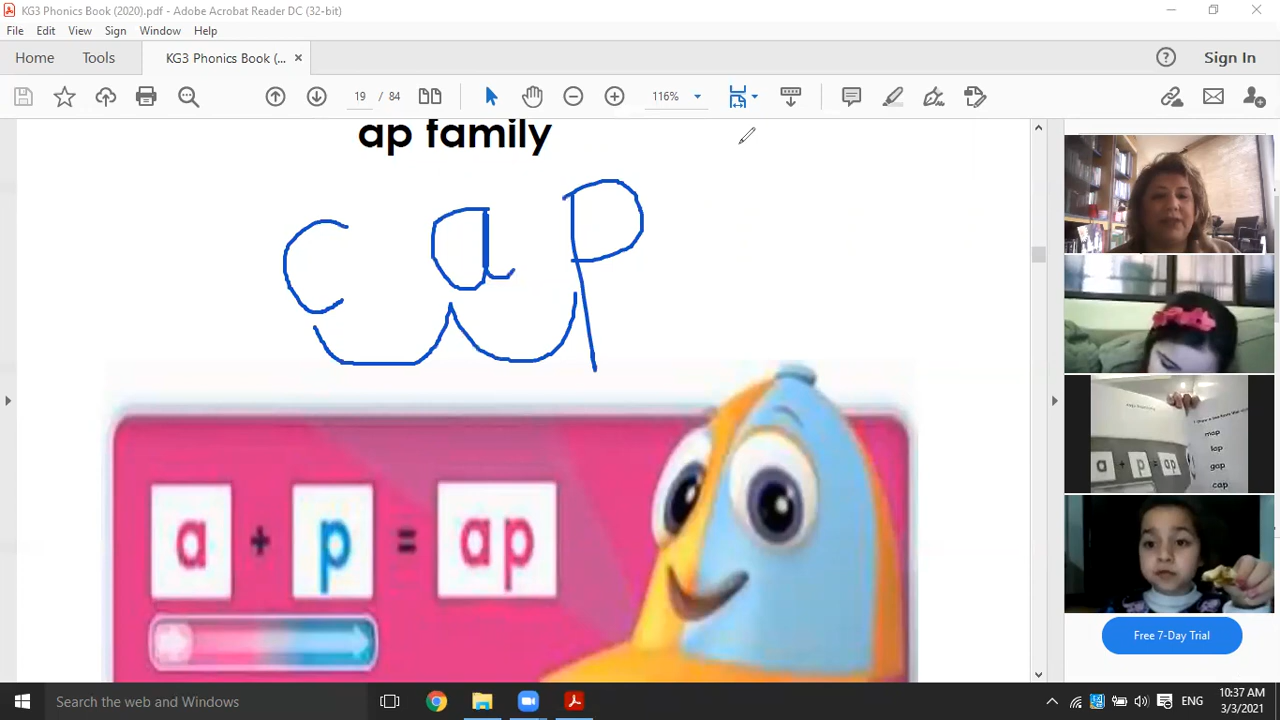 KG3 Phonics Book (2020).pdf - Adobe Acrobat Reader DC (32-bit)
File Edit View Sign Window Help
Home Tools KG3 Phonics Book (... × Sign In
19 / 84 116%
ap family
cap
a + p = ap
a + p = ap
map
gap
cap
Free 7-Day Trial
Search the web and Windows
ENG
10:37 AM
3/3/2021